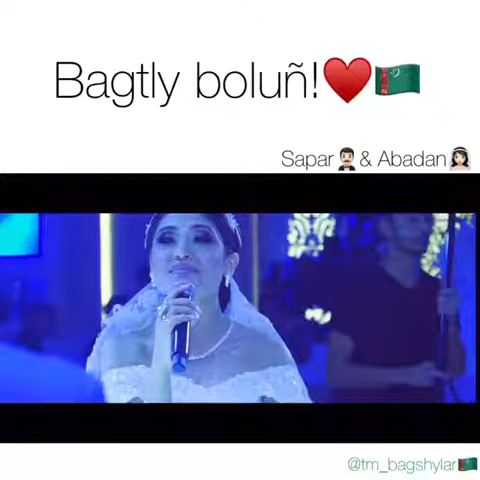 Bagtly boluñ!❤️🇹🇲
Sapar🤵🏻& Abadan👰🏻
@tm_bagshylar🇹🇲